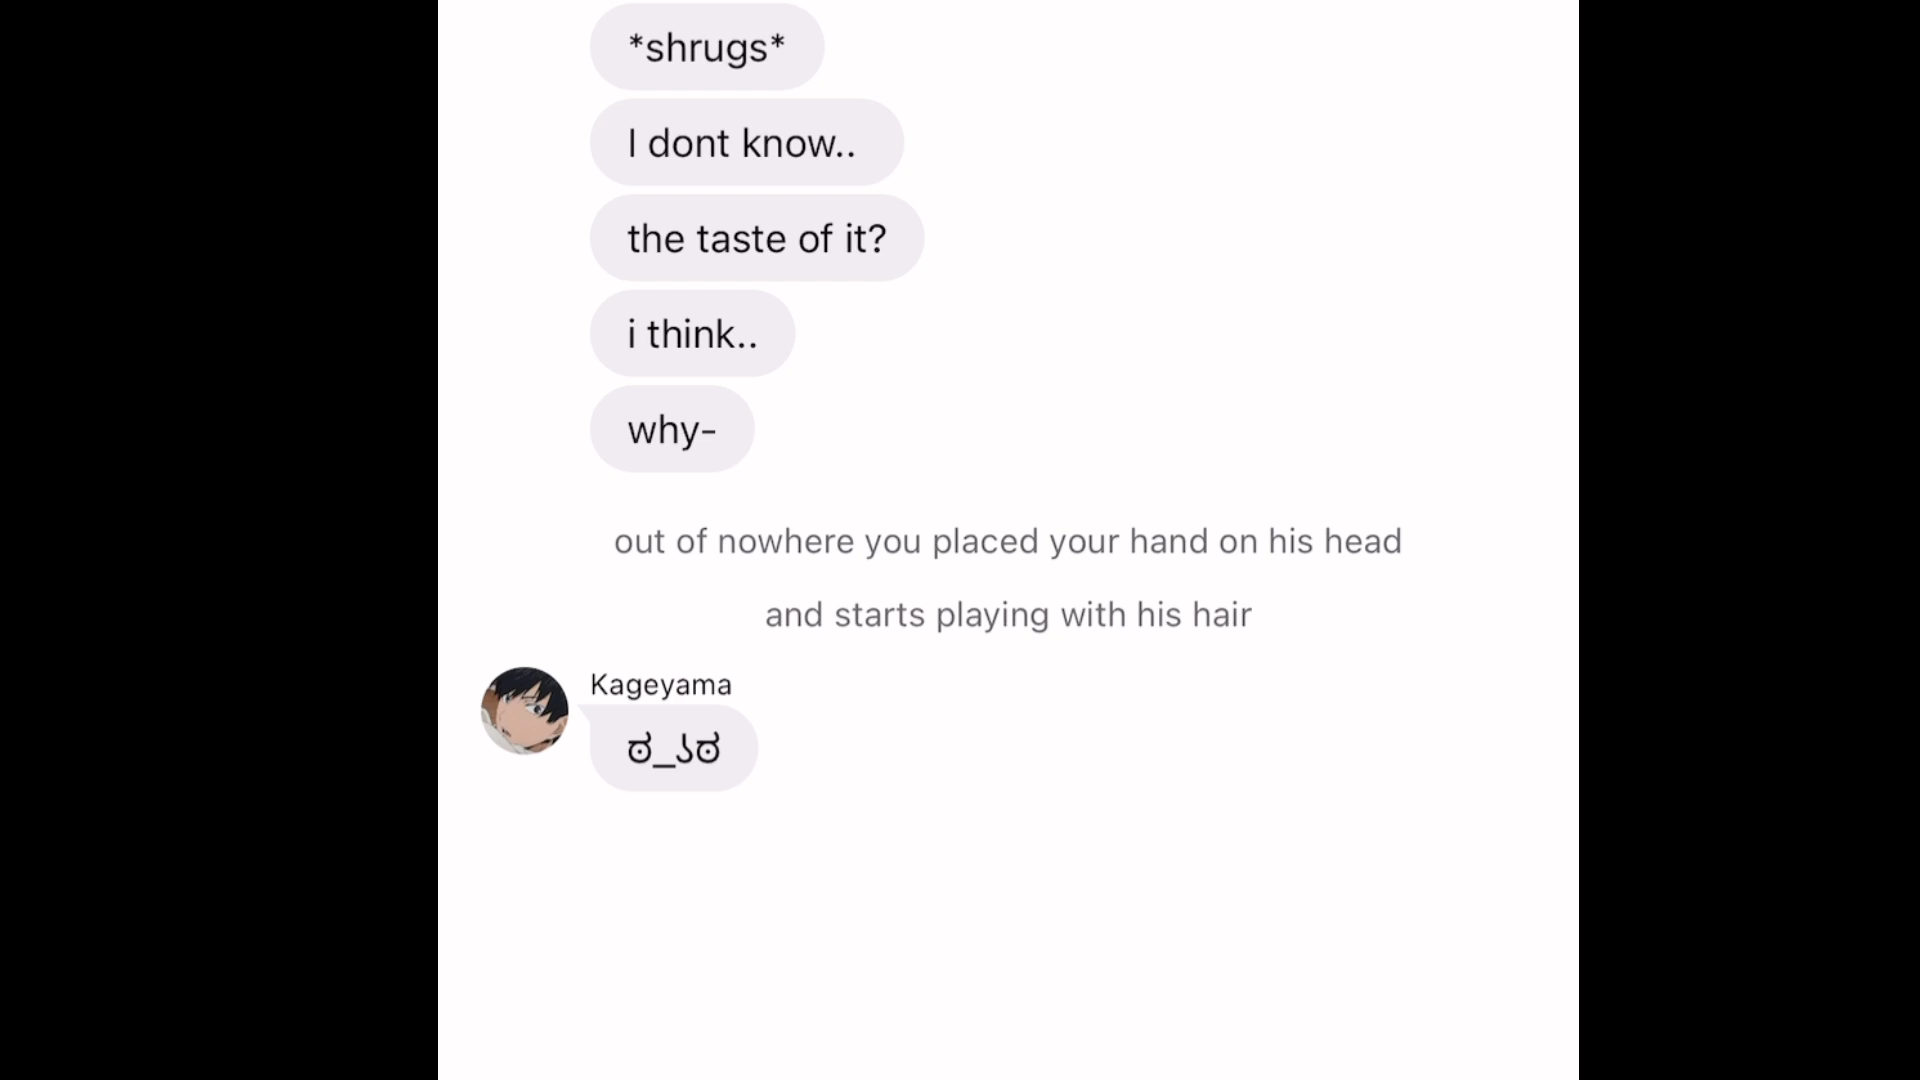 *shrugs*
I dont know..
the taste of it?
i think..
why-
out of nowhere you placed your hand on his head
and starts playing with his hair
Kageyama
ಠ_ʖಠ